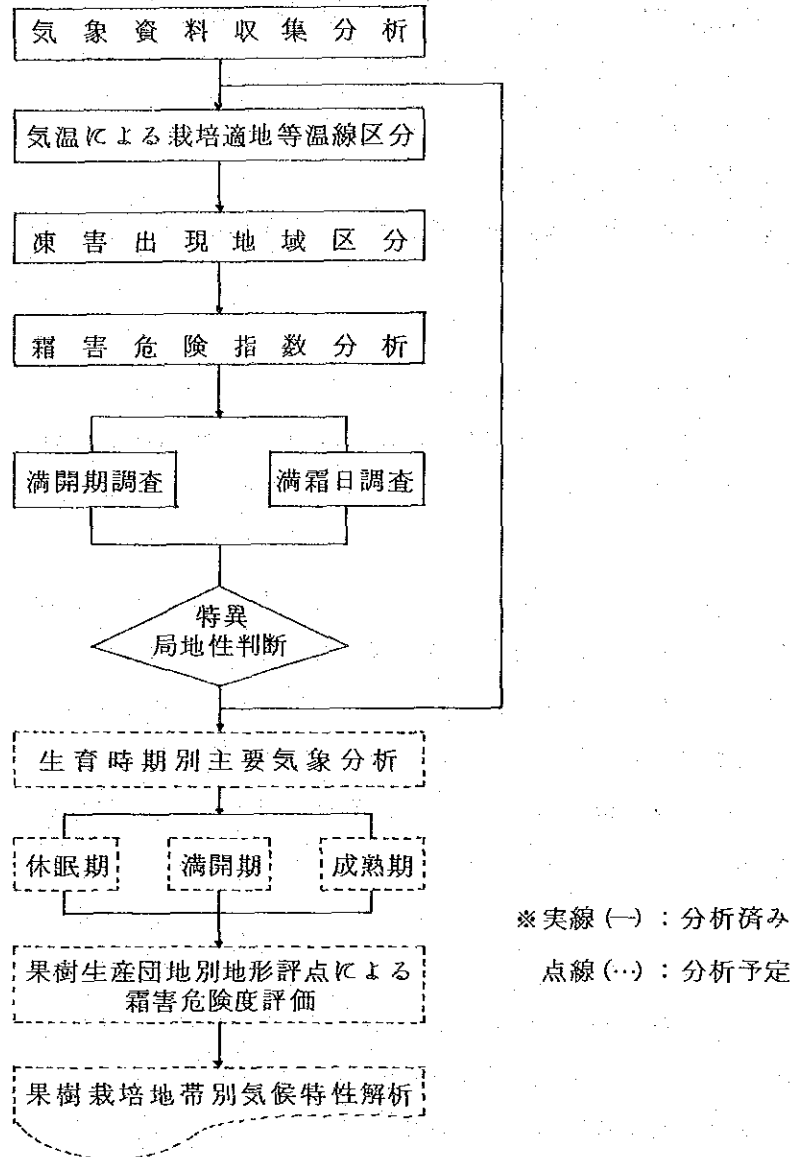 気象資料収集分析
気温による栽培適地等温線区分
凍害出現地域区分
霜害危険指数分析
満開期調査
満霜日調査
特異
局地性判断
生育時期別主要気象分析
休眠期
満開期
成熟期
※実線(─)：分析済み
点線(…)：分析予定
果樹生産団地別地形評点による
霜害危険度評価
果樹栽培地帯別気候特性解析